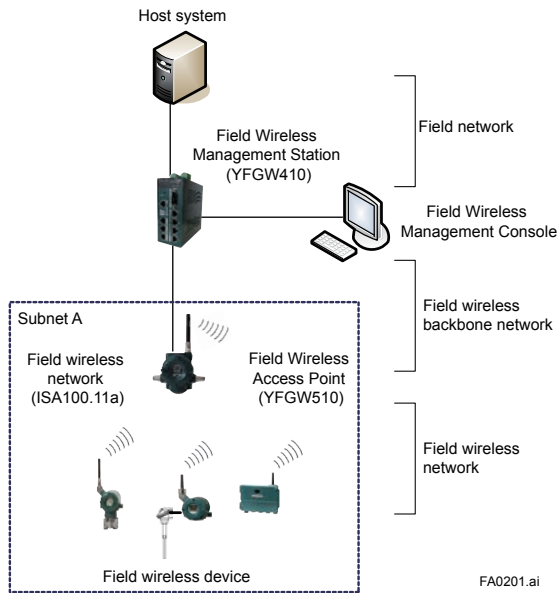 Host system
Field network
Field Wireless
Management Station
(YFGW410)
Field Wireless
Management Console
Field wireless
backbone network
Subnet A
Field wireless
network
(ISA100.11a)
Field Wireless
Access Point
(YFGW510)
Field wireless
network
Field wireless device
FA0201.ai